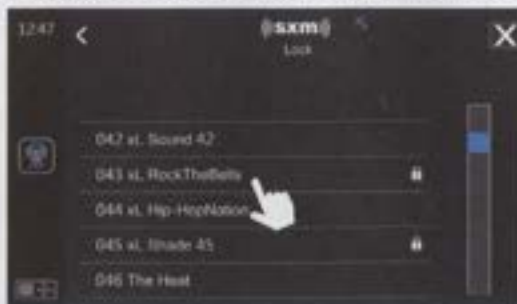 12:47
((sxm))
X
Lock
042 xL Sound 42
043 xL RockTheBells
044 xL Hip-HopNation
045 xL Shade 45
046 The Heat